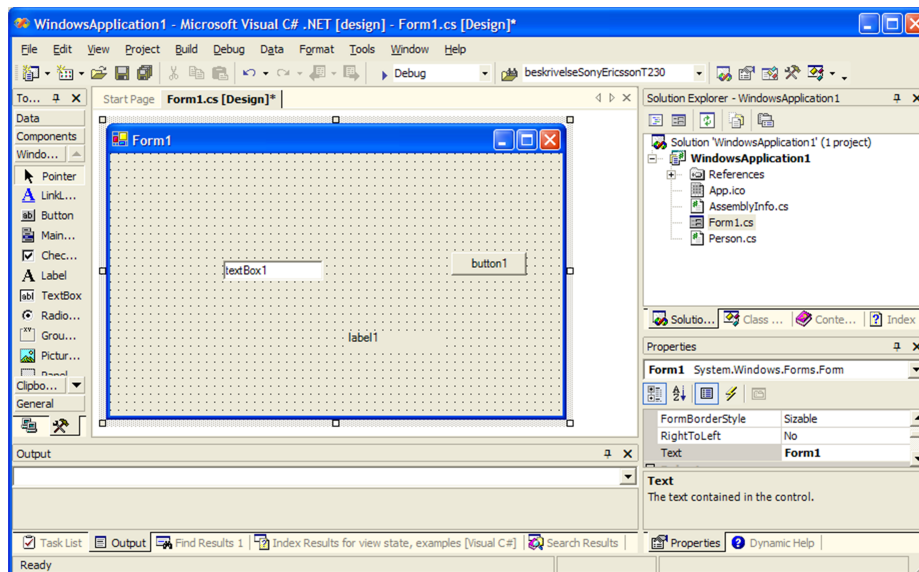 WindowsApplication1 - Microsoft Visual C# .NET [design] - Form1.cs [Design]*
File Edit View Project Build Debug Data Format Tools Window Help
Debug beskrivelseSonyEricssonT230
To... Start Page Form1.cs [Design]* Solution Explorer - WindowsApplication1
Data
Components
Windo...
Pointer
LinkL...
Button
Main...
Chec...
Label
TextBox
Radio...
Grou...
Pictur...
Panel
Clipbo...
General
Form1
textBox1
button1
label1
Solution 'WindowsApplication1' (1 project)
WindowsApplication1
References
App.ico
AssemblyInfo.cs
Form1.cs
Person.cs
Solutio... Class ... Conte... Index
Properties
Form1 System.Windows.Forms.Form
FormBorderStyle Sizable
RightToLeft No
Text Form1
Text
The text contained in the control.
Output
Task List Output Find Results 1 Index Results for view state, examples [Visual C#] Search Results Properties Dynamic Help
Ready